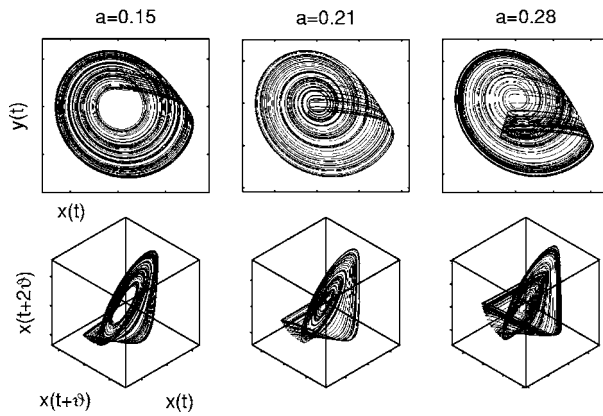 a=0.15
a=0.21
a=0.28
y(t)
x(t)
x(t+2ϑ)
x(t+ϑ)
x(t)